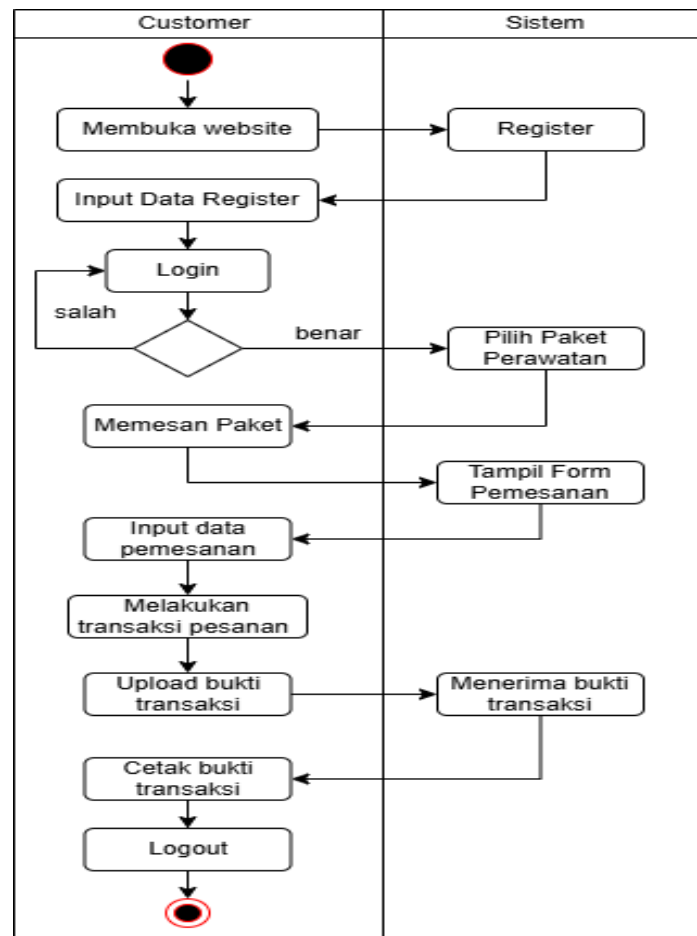 Customer
Sistem
Membuka website
Register
Input Data Register
Login
salah
benar
Pilih Paket
Perawatan
Memesan Paket
Tampil Form
Pemesanan
Input data
pemesanan
Melakukan
transaksi pesanan
Upload bukti
transaksi
Menerima bukti
transaksi
Cetak bukti
transaksi
Logout